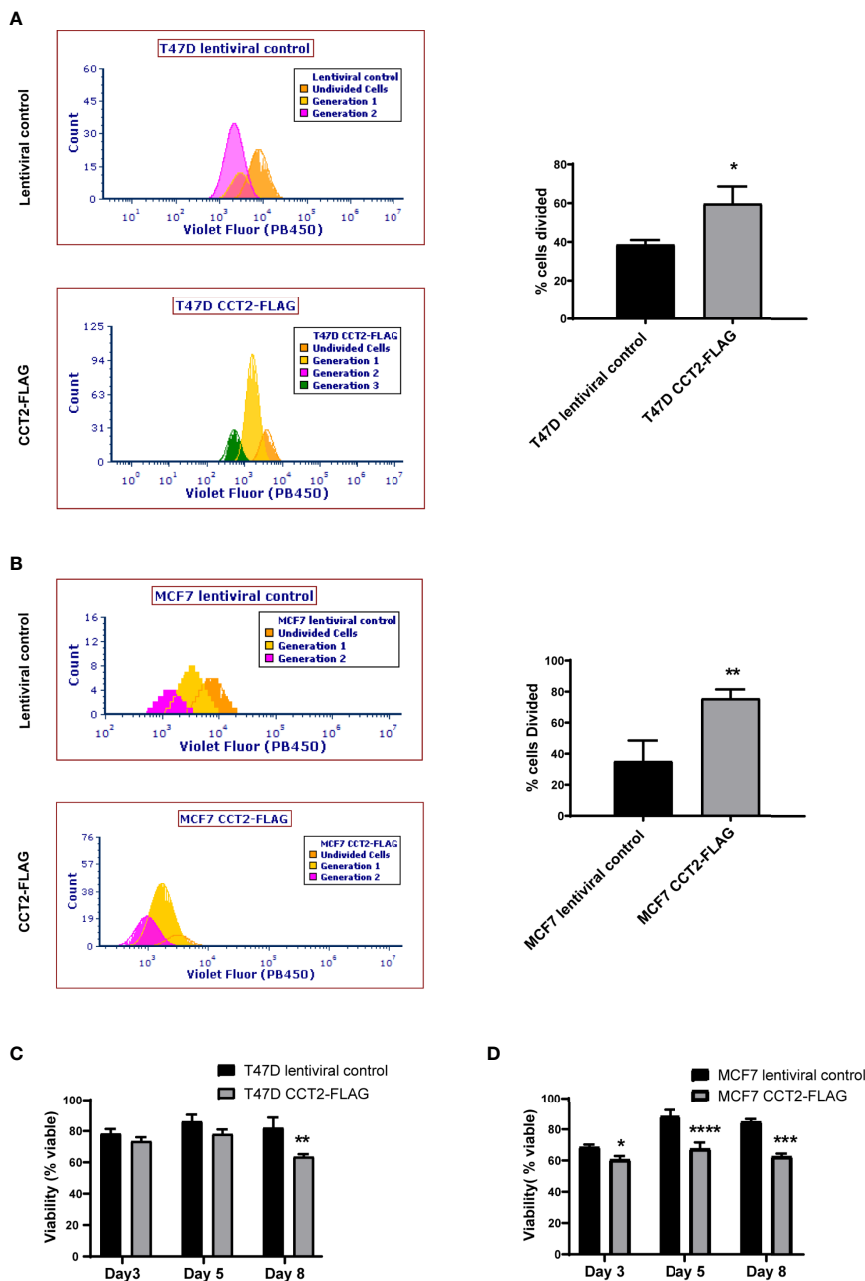 A
Lentiviral control
T47D lentiviral control
Count
60
45
30
15
0
Lentiviral control
Undivided Cells
Generation 1
Generation 2
10^1 10^2 10^3 10^4 10^5 10^6 10^7
Violet Fluor (PB450)
CCT2-FLAG
T47D CCT2-FLAG
Count
125
94
63
31
0
T47D CCT2-FLAG
Undivided Cells
Generation 1
Generation 2
Generation 3
10^0 10^1 10^2 10^3 10^4 10^5 10^6 10^7
Violet Fluor (PB450)
% cells divided
80
60
40
20
0
*
T47D lentiviral control
T47D CCT2-FLAG
B
Lentiviral control
MCF7 lentiviral control
Count
16
12
8
4
0
MCF7 lentiviral control
Undivided Cells
Generation 1
Generation 2
10^2 10^3 10^4 10^5 10^6 10^7
Violet Fluor (PB450)
CCT2-FLAG
MCF7 CCT2-FLAG
Count
76
57
38
19
0
MCF7 CCT2-FLAG
Undivided Cells
Generation 1
Generation 2
10^3 10^4 10^5 10^6 10^7
Violet Fluor (PB450)
% cells Divided
100
80
60
40
20
0
**
MCF7 lentiviral control
MCF7 CCT2-FLAG
C
T47D lentiviral control
T47D CCT2-FLAG
Viability (% viable)
100
80
60
40
20
0
**
Day3 Day 5 Day 8
D
MCF7 lentiviral control
MCF7 CCT2-FLAG
Viability( % viable)
100
80
60
40
20
0
* **** ***
Day 3 Day 5 Day 8